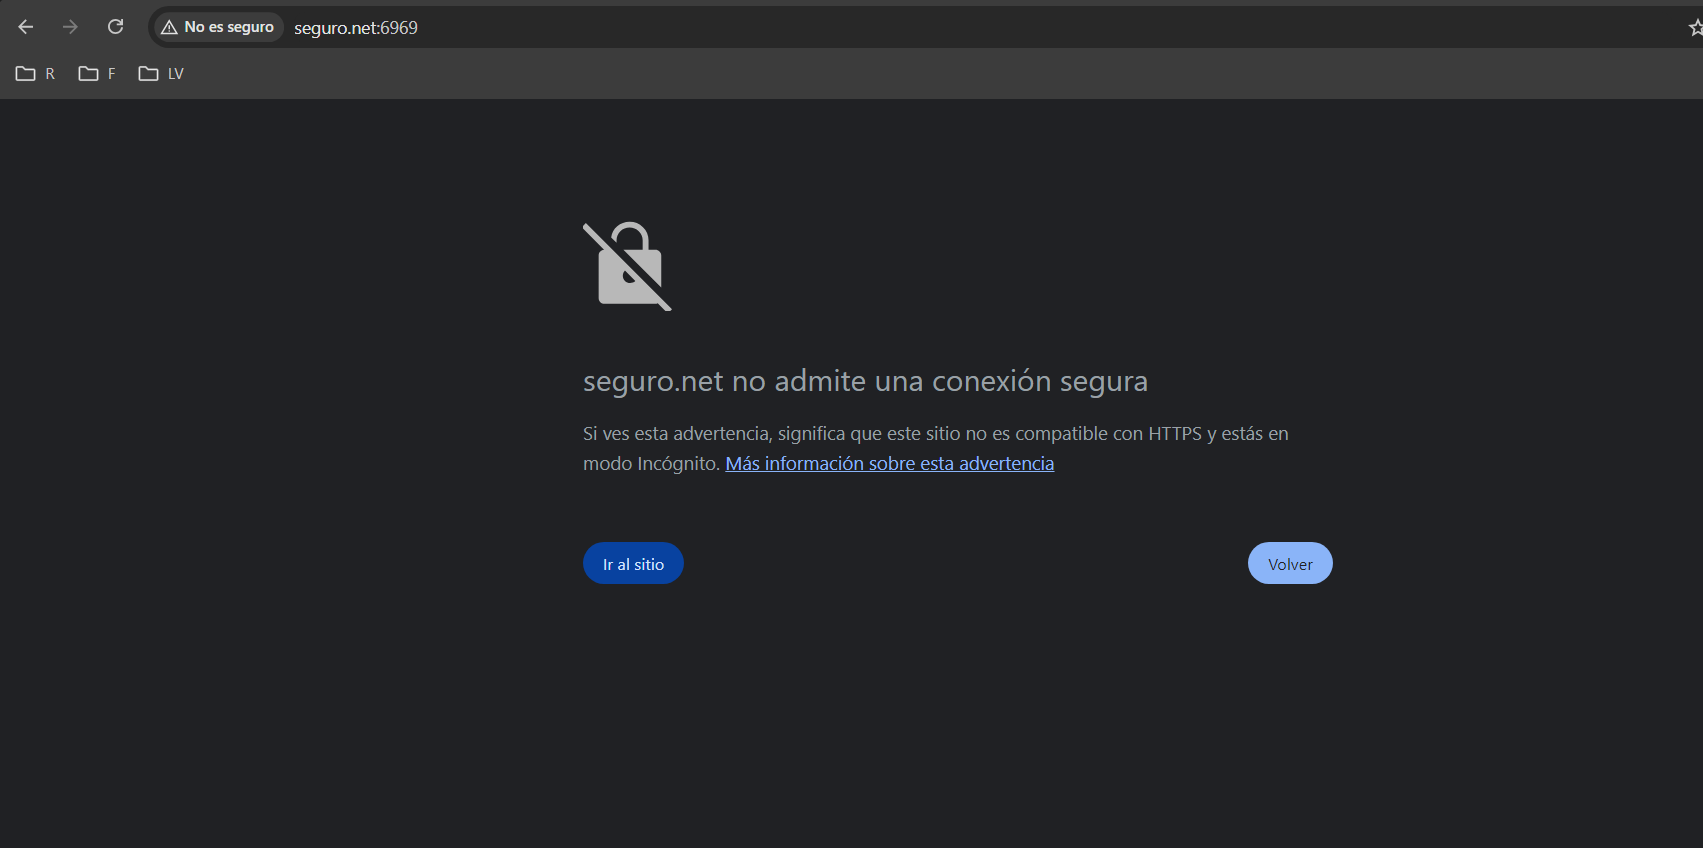 No es seguro seguro.net:6969
R F LV
seguro.net no admite una conexión segura
Si ves esta advertencia, significa que este sitio no es compatible con HTTPS y estás en
modo Incógnito. Más información sobre esta advertencia
Ir al sitio Volver